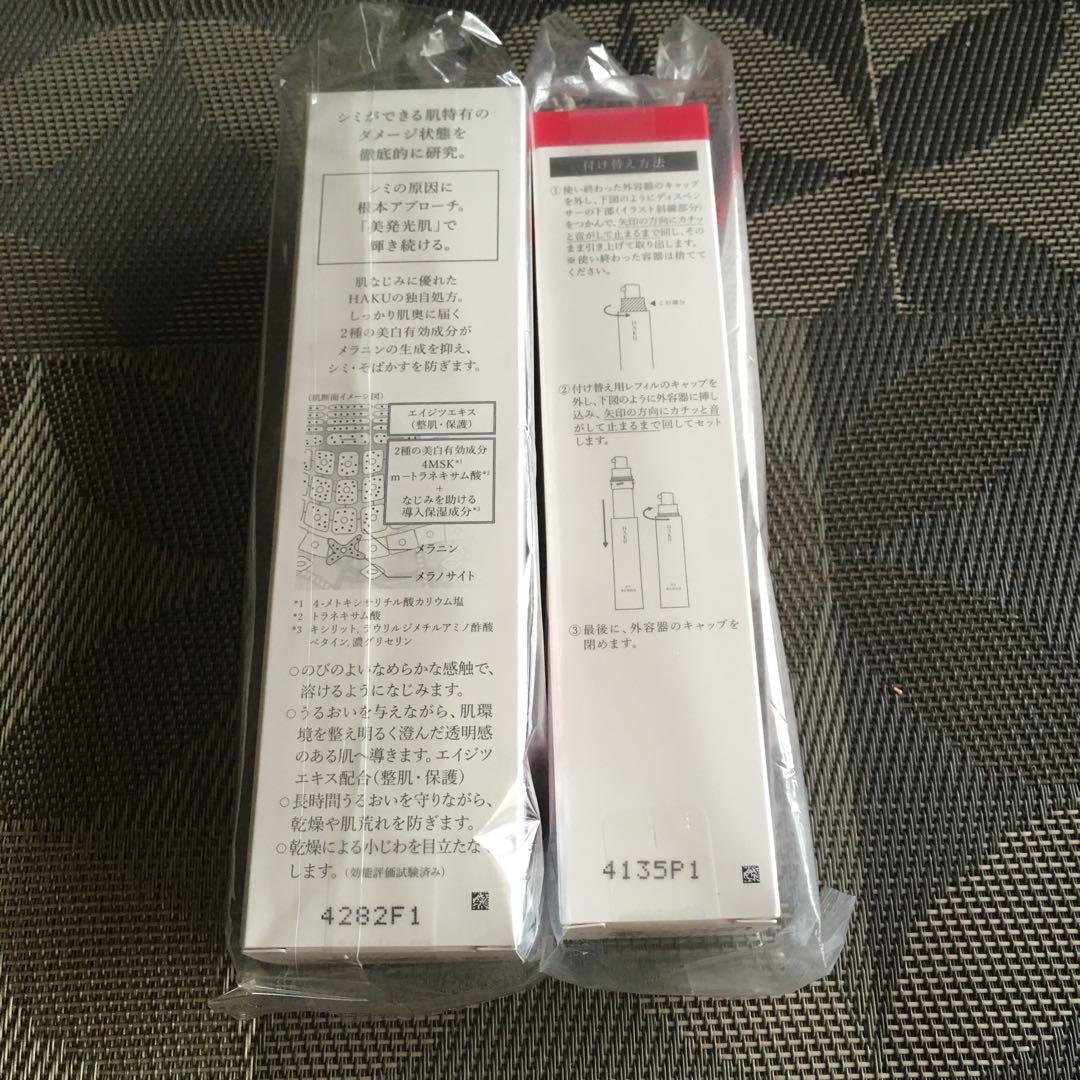 シミができる肌特有の
ダメージ状態を
徹底的に研究。
シミの原因に
根本アプローチ。
「美発光肌」で
輝き続ける。
肌なじみに優れた
HAKUの独自処方。
しっかり肌奥に届く
2種の美白有効成分が
メラニンの生成を抑え、
シミ・そばかすを防ぎます。
(肌断面イメージ図)
エイジツエキス
(整肌・保護)
2種の美白有効成分
4MSK*1
m-トラネキサム酸*2
+
なじみを助ける
導入保湿成分*3
メラニン
メラノサイト
*1 4-メトキシサリチル酸カリウム塩
*2 トラネキサム酸
*3 キシリット, ラウリルジメチルアミノ酢酸
ベタイン, 濃グリセリン
○のびのよいなめらかな感触で、
溶けるようになじみます。
○うるおいを与えながら、肌環
境を整え明るく澄んだ透明感
のある肌へ導きます。エイジツ
エキス配合(整肌・保護)
○長時間うるおいを守りながら、
乾燥や肌荒れを防ぎます。
○乾燥による小じわを目立たな
します。(効能評価試験済み)
4282F1
付け替え方法
①使い終わった外容器のキャップ
を外し、下図のようにディスペン
サーの下部(イラスト斜線部分)
をつかんで、矢印の方向にカチッ
と音がして止まるまで回し、その
まま引き上げて取り出します。
※使い終わった容器は捨てて
ください。
この部分
HAKU
②付け替え用レフィルのキャップを
外し、下図のように外容器に挿し
込み、矢印の方向にカチッと音
がして止まるまで回してセット
します。
HAKU
HAKU
③最後に、外容器のキャップを
閉めます。
4135P1